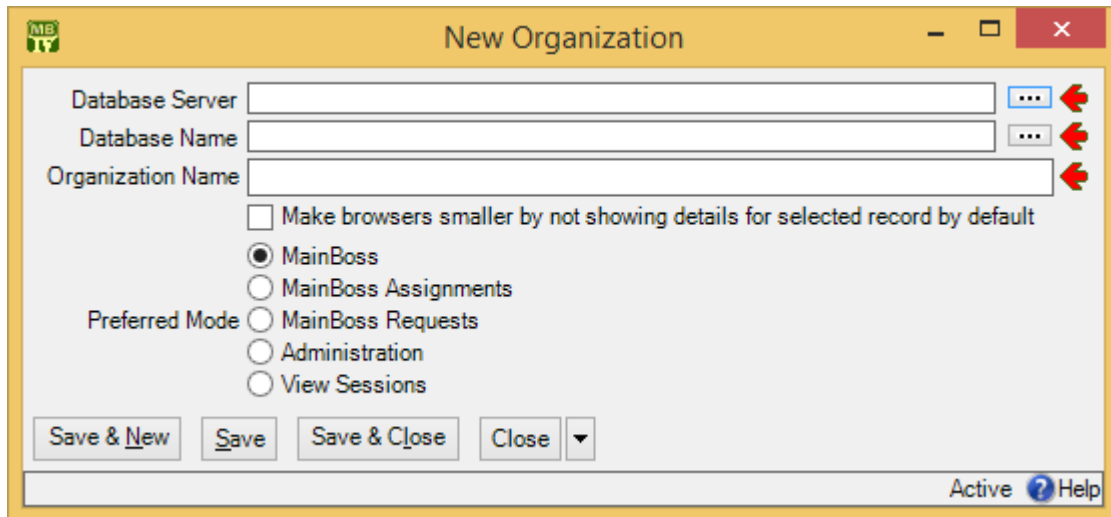 MB
New Organization
Database Server
...
Database Name
...
Organization Name
Make browsers smaller by not showing details for selected record by default
MainBoss
MainBoss Assignments
Preferred Mode MainBoss Requests
Administration
View Sessions
Save & New Save Save & Close Close
Active ? Help